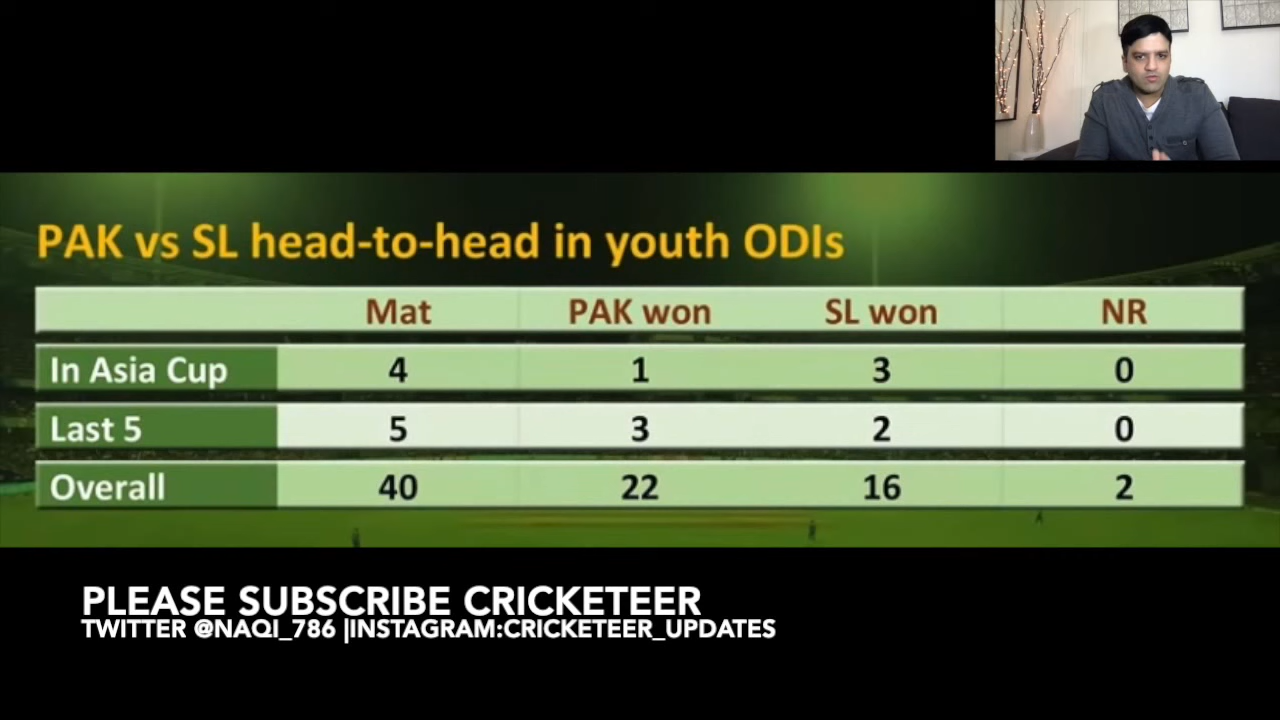 PAK vs SL head-to-head in youth ODIs
Mat PAK won SL won NR
In Asia Cup 4 1 3 0
Last 5 5 3 2 0
Overall 40 22 16 2
PLEASE SUBSCRIBE CRICKETEER
TWITTER @NAQI_786 |INSTAGRAM:CRICKETEER_UPDATES